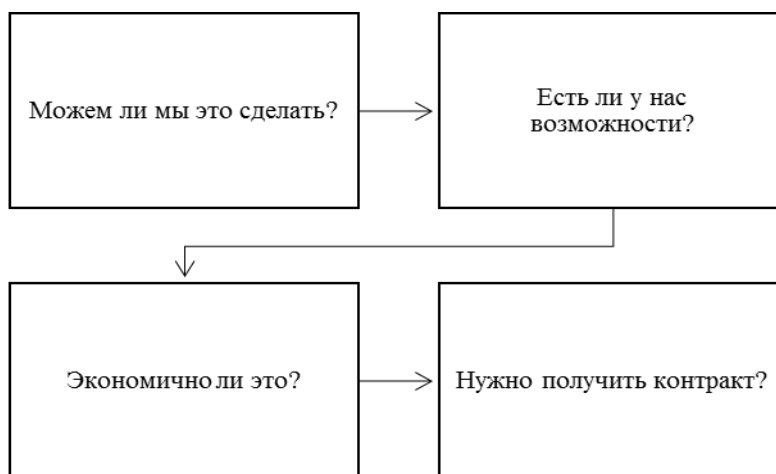 Можем ли мы это сделать?
Есть ли у нас
возможности?
Экономично ли это?
Нужно получить контракт?